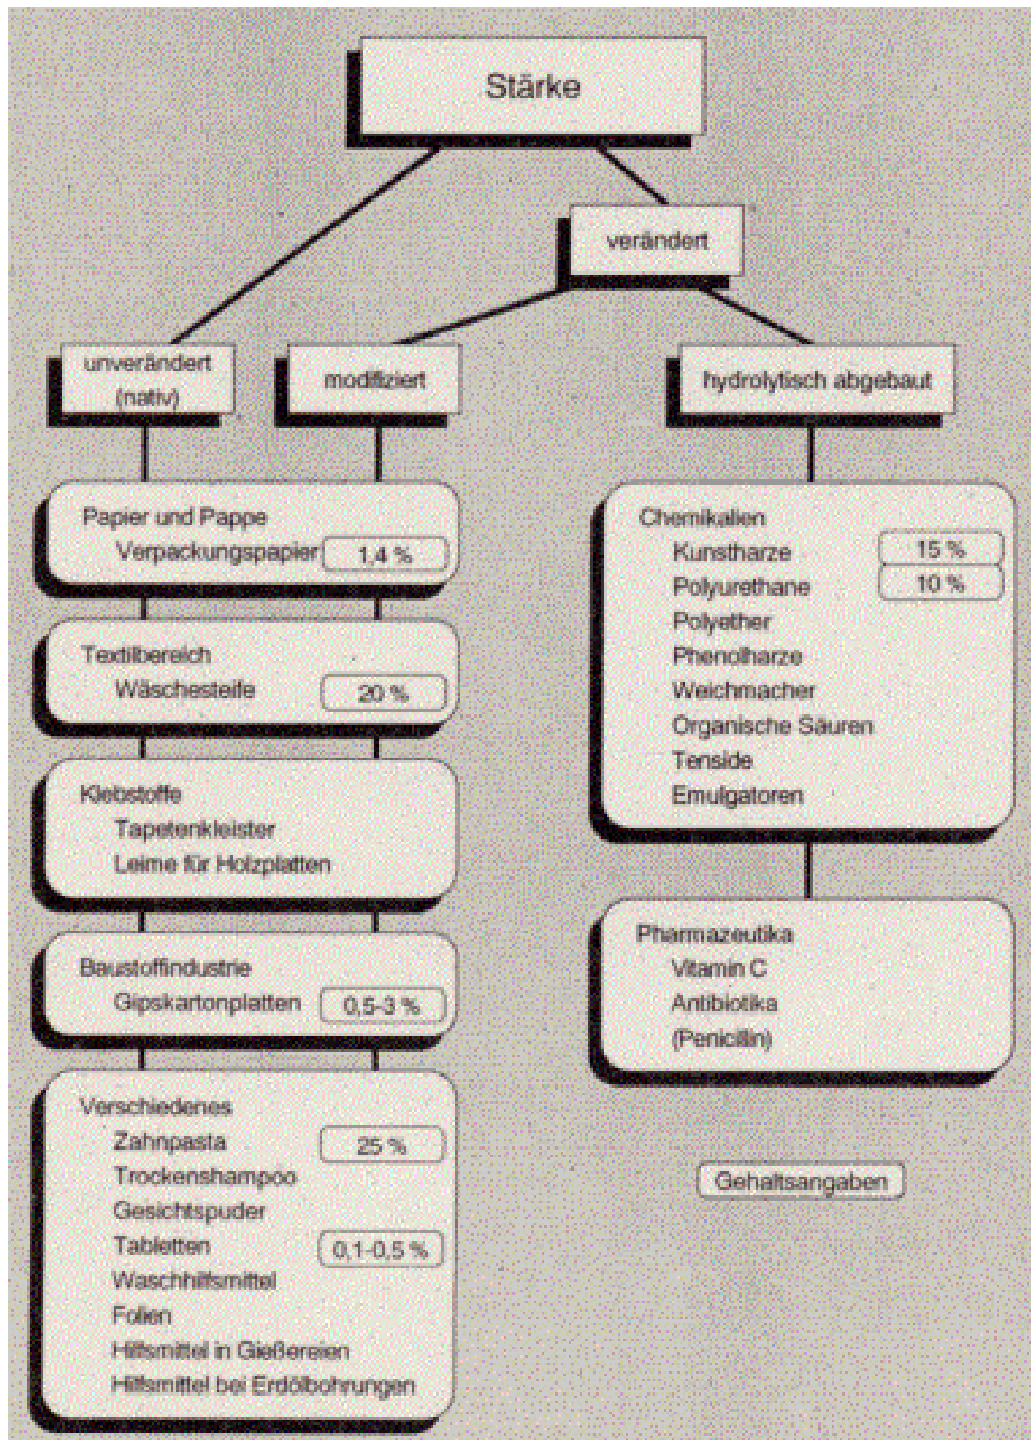 Stärke
verändert
unverändert
(nativ)
modifiziert
hydrolytisch abgebaut
Papier und Pappe
Verpackungspapier 1,4 %
Textilbereich
Wäschesteife 20 %
Klebstoffe
Tapetenkleister
Leime für Holzplatten
Baustoffindustrie
Gipskartonplatten 0,5-3 %
Verschiedenes
Zahnpasta 25 %
Trockenshampoo
Gesichtspuder
Tabletten 0,1-0,5 %
Waschhilfsmittel
Folien
Hilfsmittel in Gießereien
Hilfsmittel bei Erdölbohrungen
Chemikalien
Kunstharze 15 %
Polyurethane 10 %
Polyether
Phenolharze
Weichmacher
Organische Säuren
Tenside
Emulgatoren
Pharmazeutika
Vitamin C
Antibiotika
(Penicillin)
Gehaltsangaben